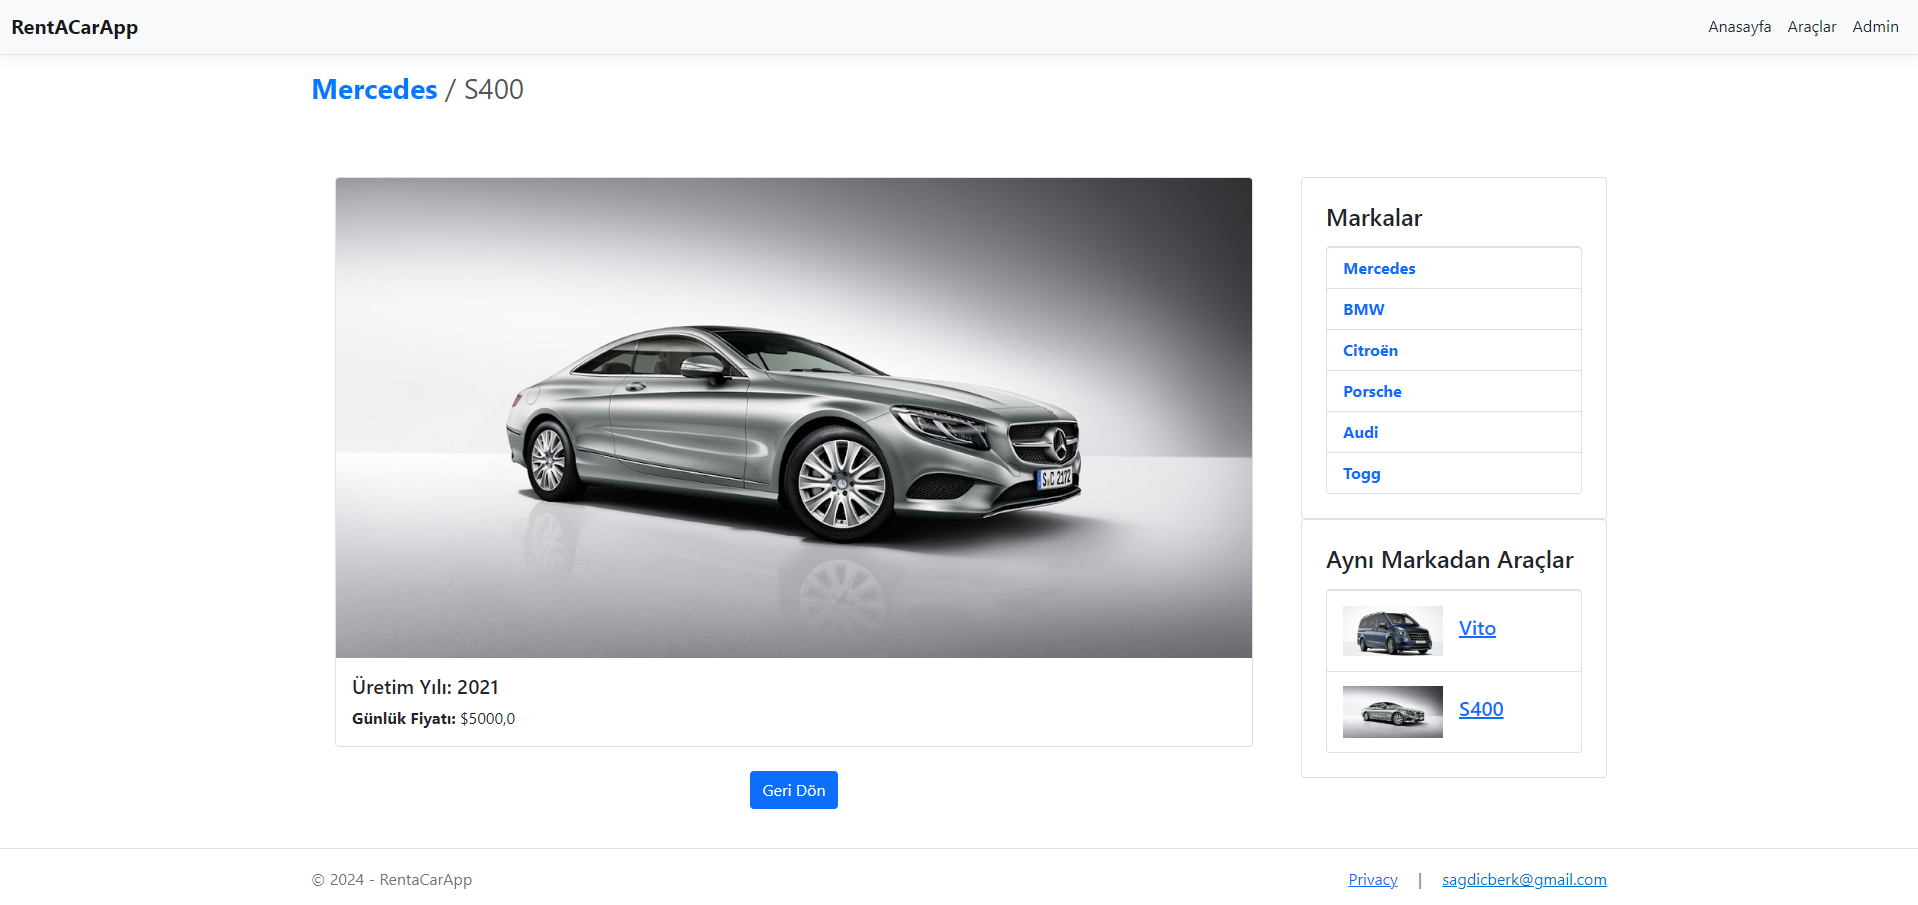 RentACarApp
Anasayfa Araçlar Admin
Mercedes / S400
S C 2172
Üretim Yılı: 2021
Günlük Fiyatı: $5000,0
Geri Dön
Markalar
Mercedes
BMW
Citroën
Porsche
Audi
Togg
Aynı Markadan Araçlar
Vito
S400
© 2024 - RentaCarApp
Privacy | sagdicberk@gmail.com